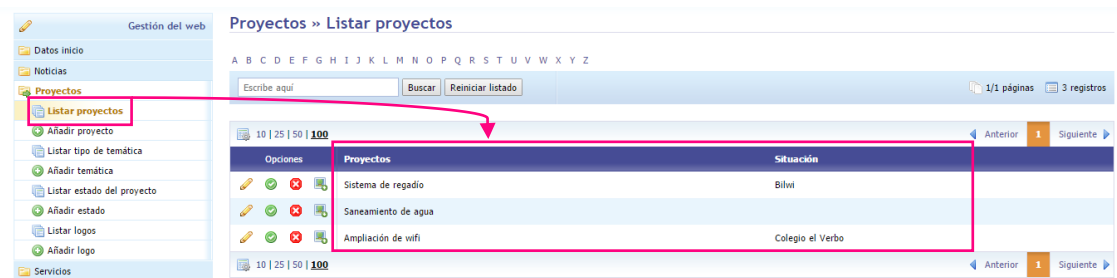 Gestión del web
Datos inicio
Noticias
Proyectos
Listar proyectos
Añadir proyecto
Listar tipo de temática
Añadir temática
Listar estado del proyecto
Añadir estado
Listar logos
Añadir logo
Servicios
Proyectos » Listar proyectos
A B C D E F G H I J K L M N O P Q R S T U V W X Y Z
Escribe aquí Buscar Reiniciar listado 1/1 páginas 3 registros
10 | 25 | 50 | 100 Anterior 1 Siguiente
Opciones Proyectos Situación
Sistema de regadío Bilwi
Saneamiento de agua
Ampliación de wifi Colegio el Verbo
10 | 25 | 50 | 100 Anterior 1 Siguiente